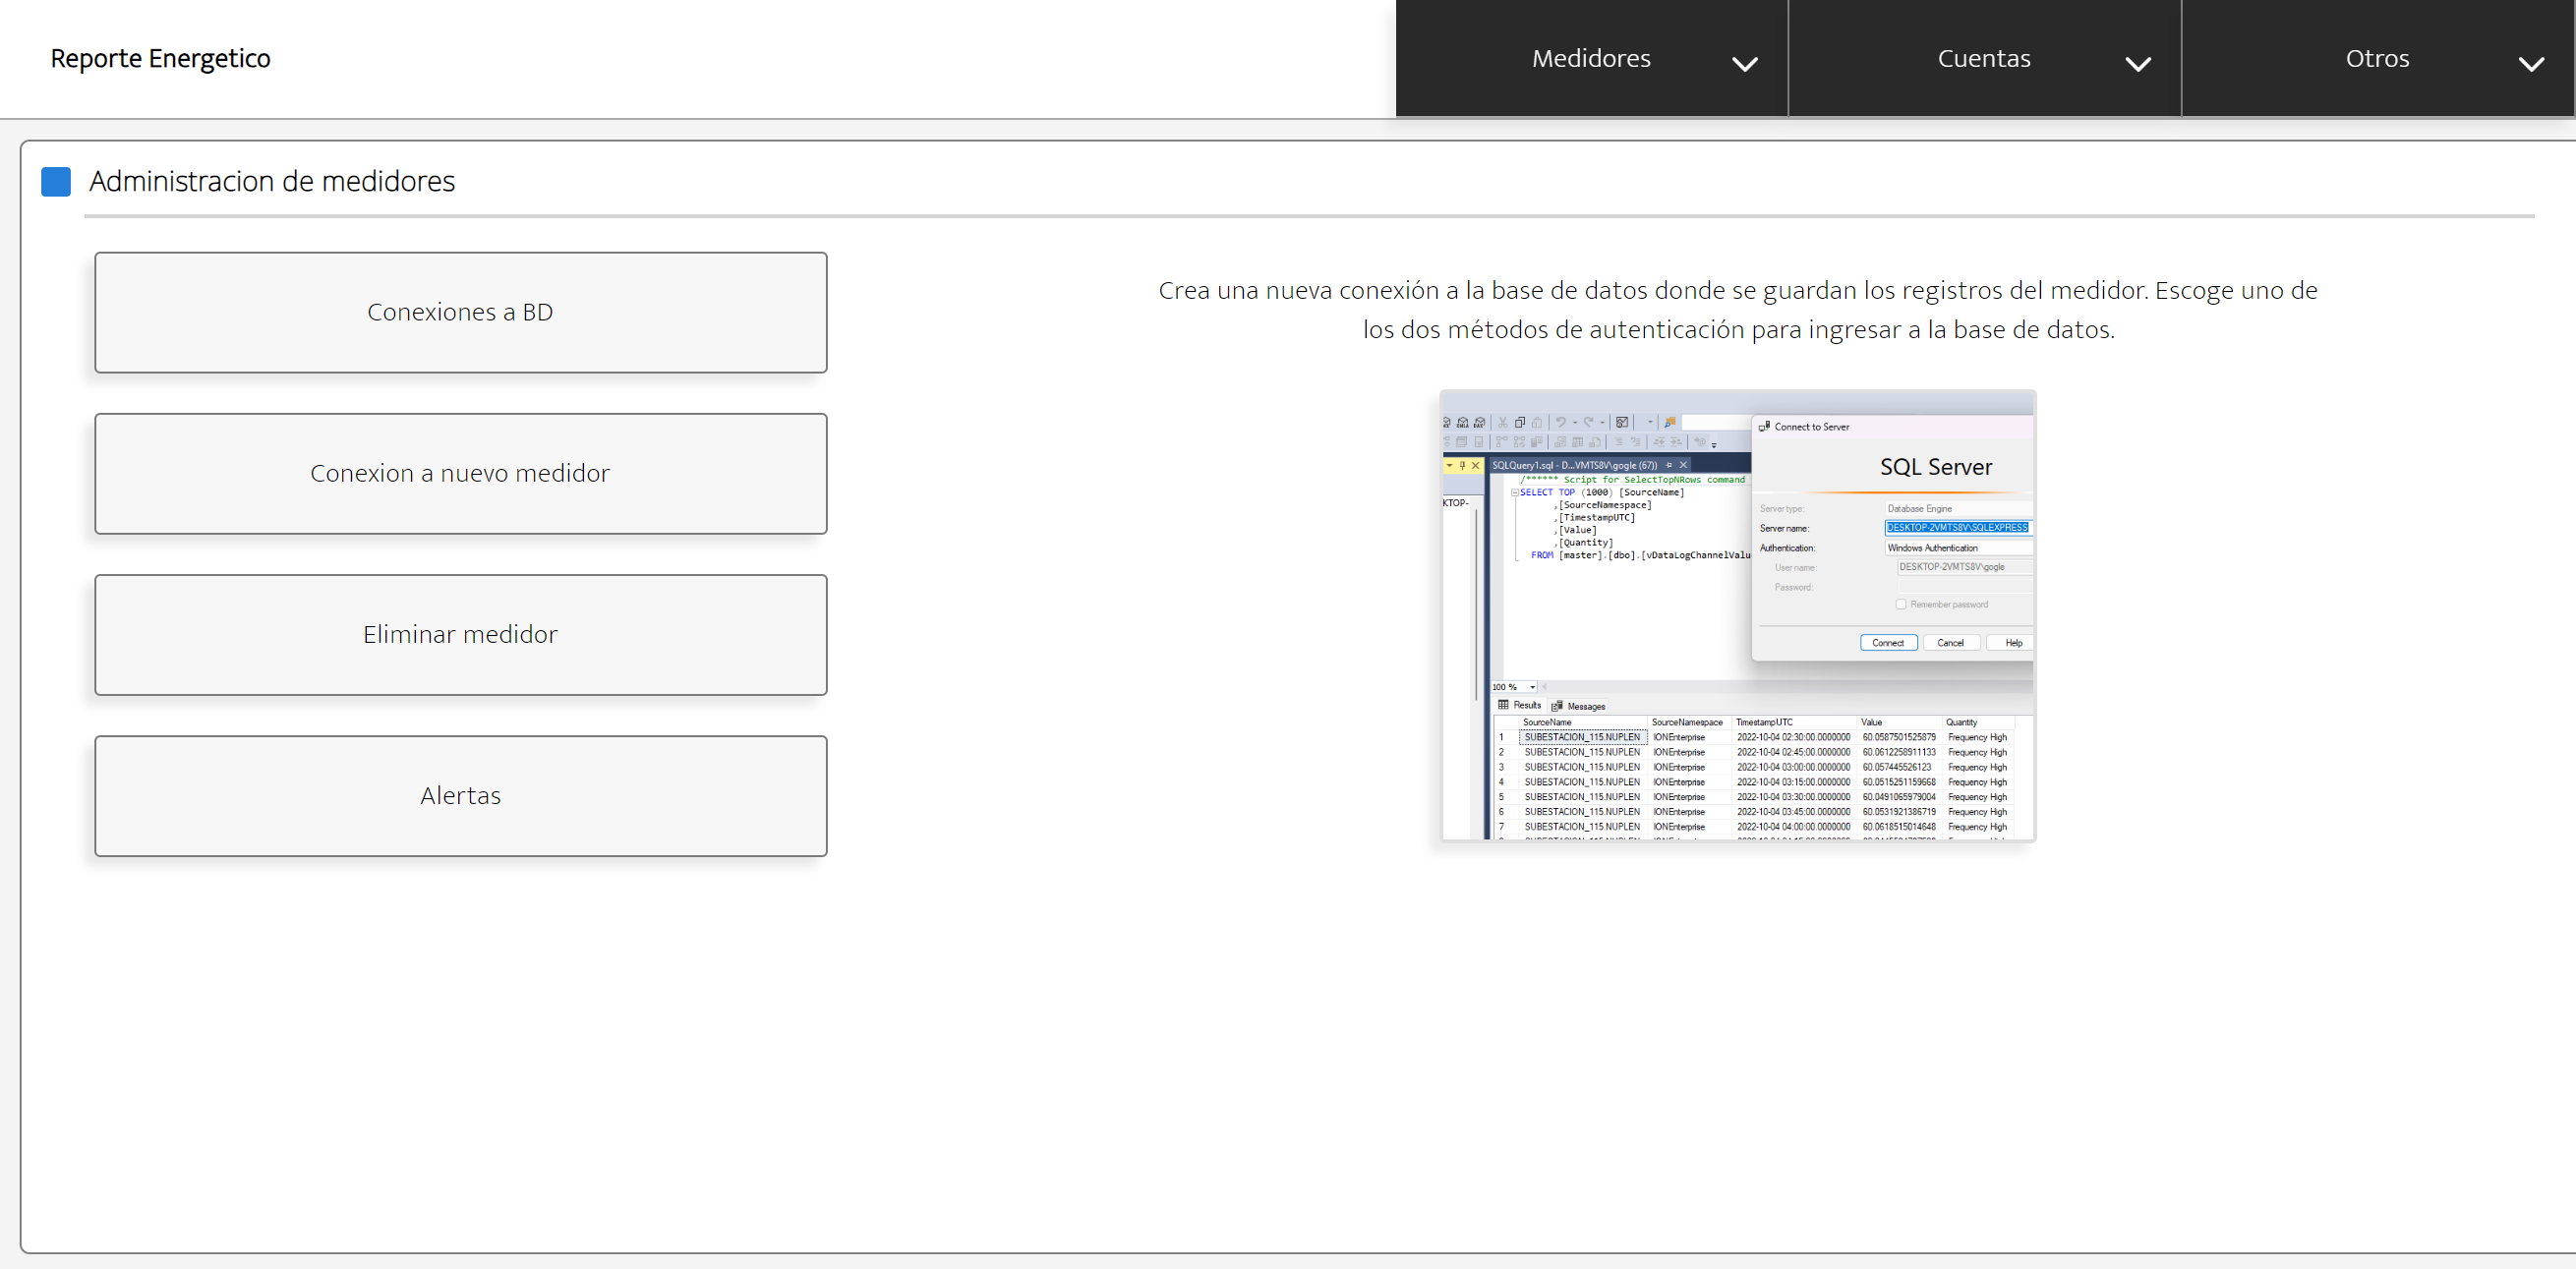 Reporte Energetico
Medidores
Cuentas
Otros
Administracion de medidores
Conexiones a BD
Conexion a nuevo medidor
Eliminar medidor
Alertas
Crea una nueva conexión a la base de datos donde se guardan los registros del medidor. Escoge uno de
los dos métodos de autenticación para ingresar a la base de datos.
SQLQuery1.sql - D...VMTS8V\gogle (67))
KTOP-
/****** Script for SelectTopNRows command
SELECT TOP (1000) [SourceName]
,[SourceNamespace]
,[TimestampUTC]
,[Value]
,[Quantity]
FROM [master].[dbo].[vDataLogChannelValu
Connect to Server
SQL Server
Server type: Database Engine
Server name: DESKTOP-2VMTS8V\SQLEXPRESS
Authentication: Windows Authentication
User name: DESKTOP-2VMTS8V\gogle
Password:
Remember password
Connect Cancel Help
100 %
Results Messages
SourceName SourceNamespace TimestampUTC Value Quantity
1 SUBESTACION_115.NUPLEN IONEnterprise 2022-10-04 02:30:00.0000000 60.0587501525879 Frequency High
2 SUBESTACION_115.NUPLEN IONEnterprise 2022-10-04 02:45:00.0000000 60.0612258911133 Frequency High
3 SUBESTACION_115.NUPLEN IONEnterprise 2022-10-04 03:00:00.0000000 60.057445526123 Frequency High
4 SUBESTACION_115.NUPLEN IONEnterprise 2022-10-04 03:15:00.0000000 60.0515251159668 Frequency High
5 SUBESTACION_115.NUPLEN IONEnterprise 2022-10-04 03:30:00.0000000 60.0491065979004 Frequency High
6 SUBESTACION_115.NUPLEN IONEnterprise 2022-10-04 03:45:00.0000000 60.0531921386719 Frequency High
7 SUBESTACION_115.NUPLEN IONEnterprise 2022-10-04 04:00:00.0000000 60.0618515014648 Frequency High